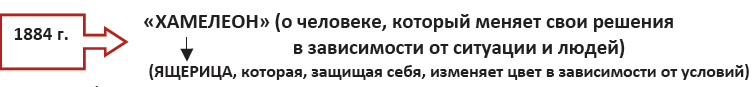 1884 г.
«ХАМЕЛЕОН» (о человеке, который меняет свои решения
в зависимости от ситуации и людей)
(ЯЩЕРИЦА, которая, защищая себя, изменяет цвет в зависимости от условий)